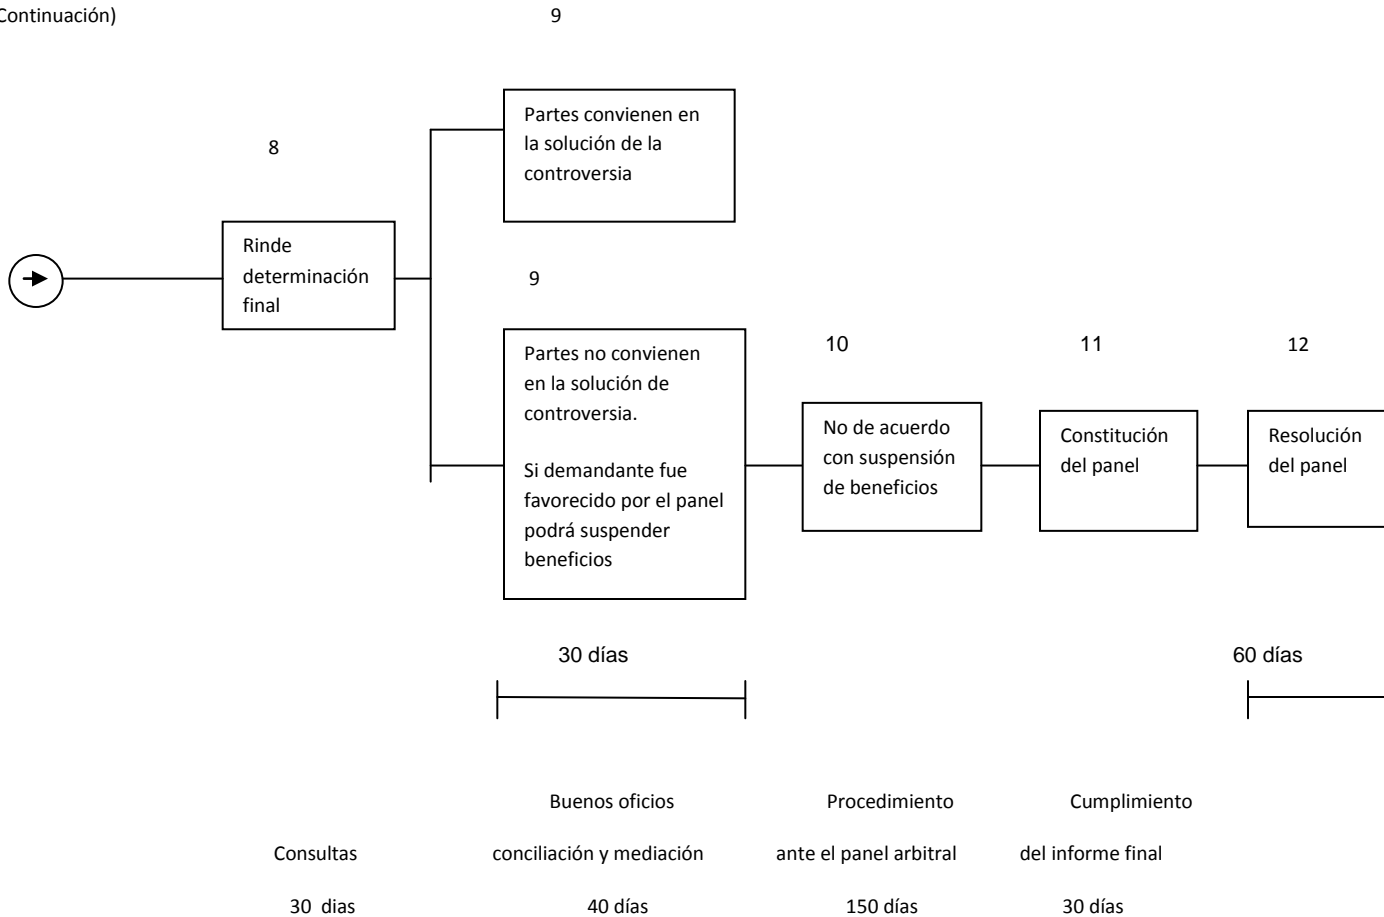 Continuación)
9
Partes convienen en
la solución de la
controversia
8
Rinde
determinación
final
9
Partes no convienen
en la solución de
controversia.
Si demandante fue
favorecido por el panel
podrá suspender
beneficios
10
No de acuerdo
con suspensión
de beneficios
11
Constitución
del panel
12
Resolución
del panel
30 días
60 días
Consultas
30 dias
Buenos oficios
conciliación y mediación
40 días
Procedimiento
ante el panel arbitral
150 días
Cumplimiento
del informe final
30 días